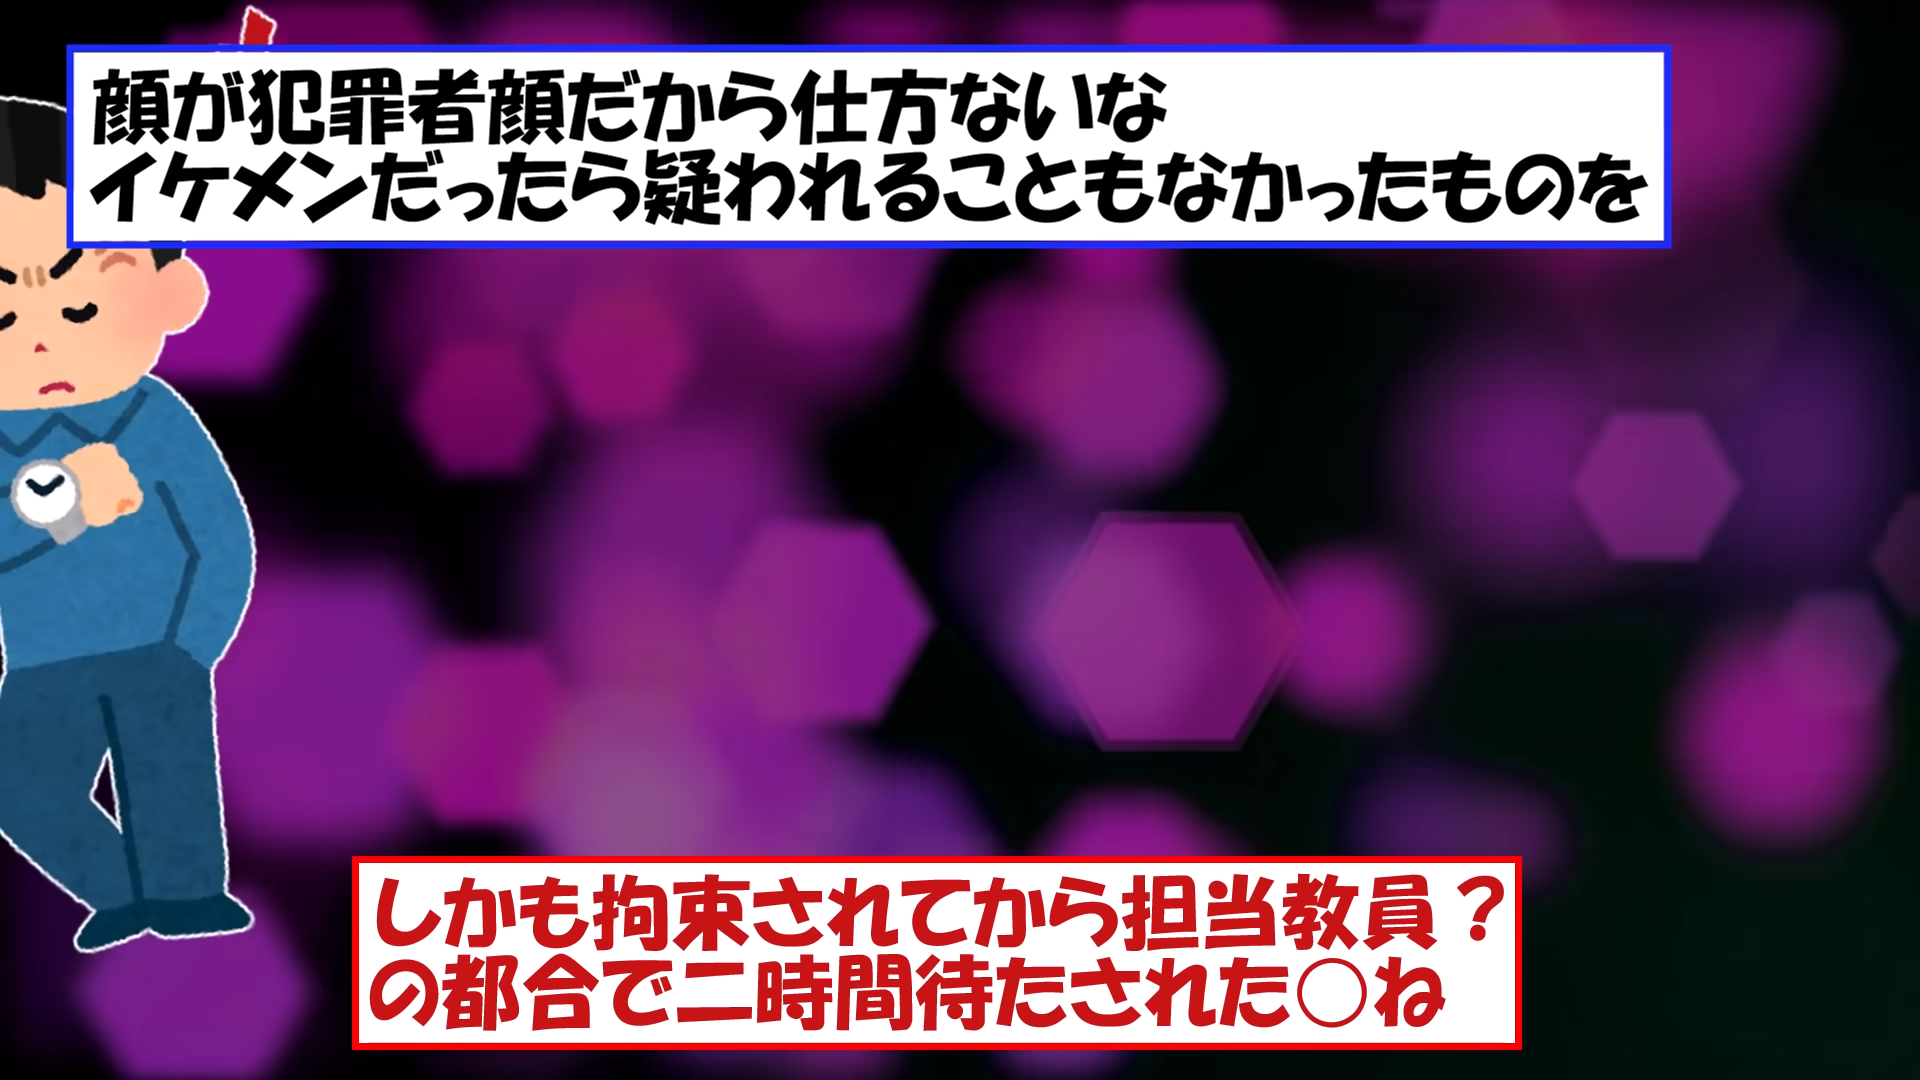 顔が犯罪者顔だから仕方ないな
イケメンだったら疑われることもなかったものを
しかも拘束されてから担当教員？
の都合で二時間待たされた○ね